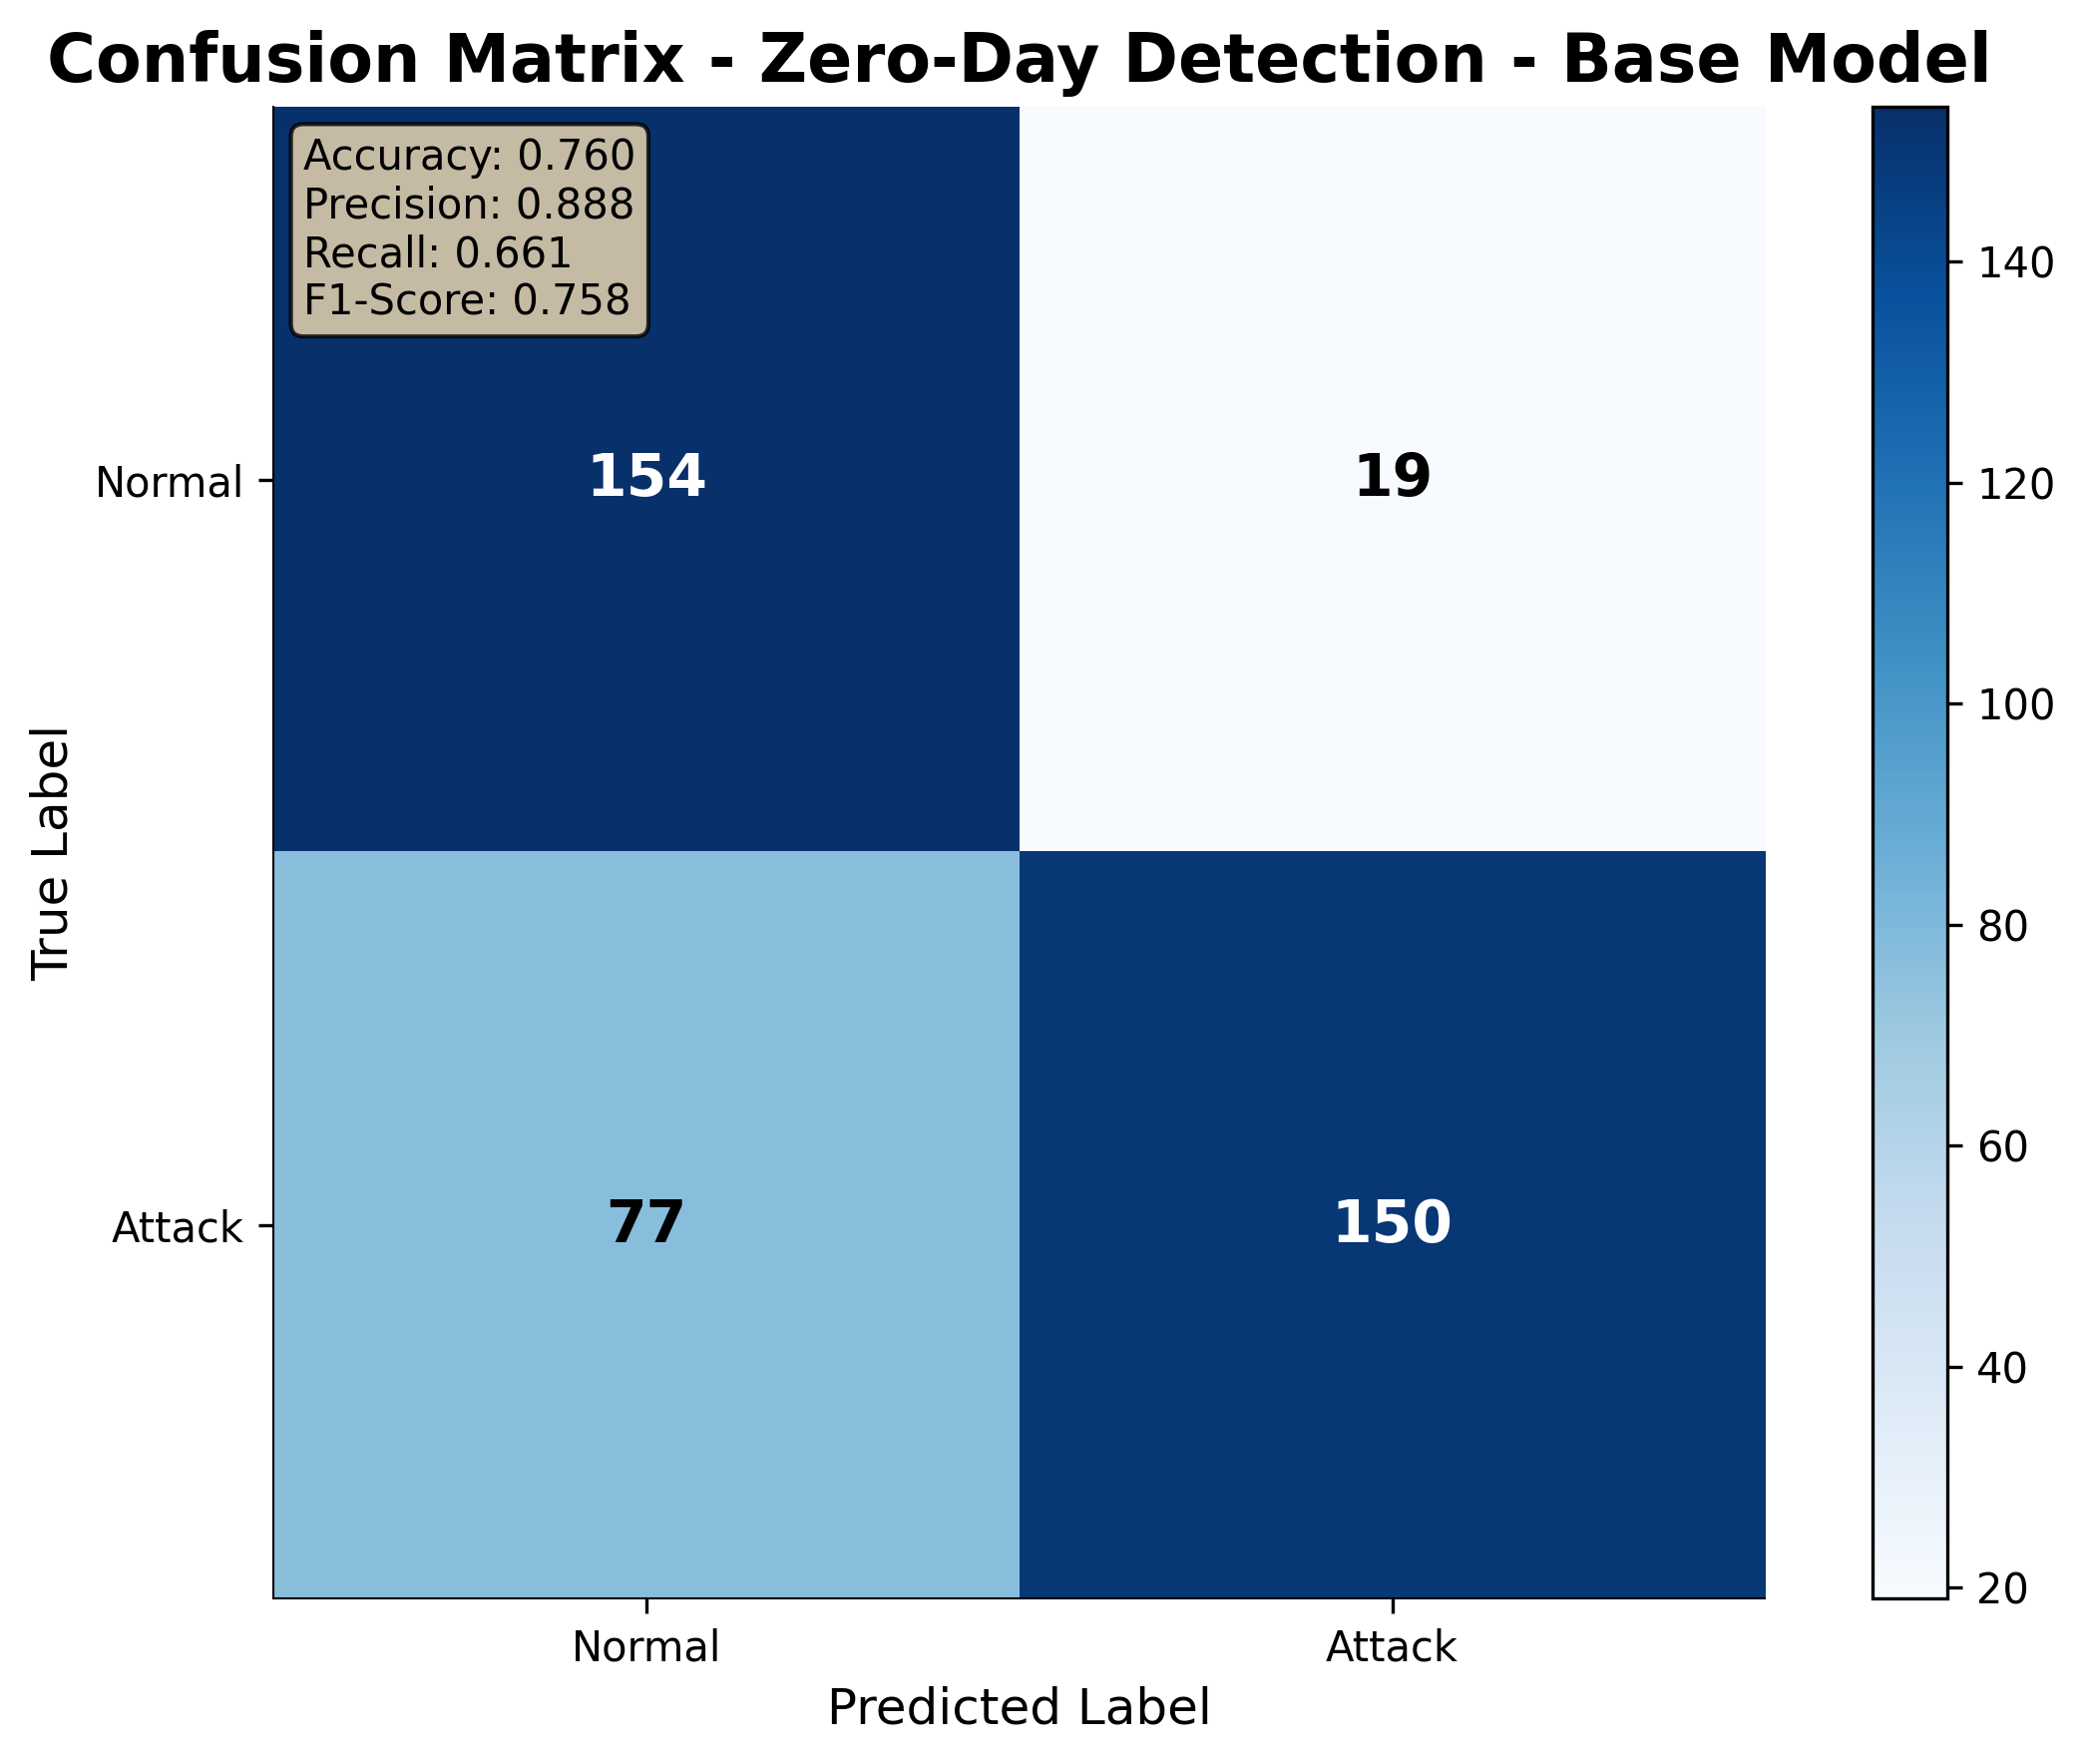 Confusion Matrix - Zero-Day Detection - Base Model
Accuracy: 0.760
Precision: 0.888
Recall: 0.661
F1-Score: 0.758
True Label
Normal
154
19
Attack
77
150
Normal
Attack
Predicted Label
140
120
100
80
60
40
20